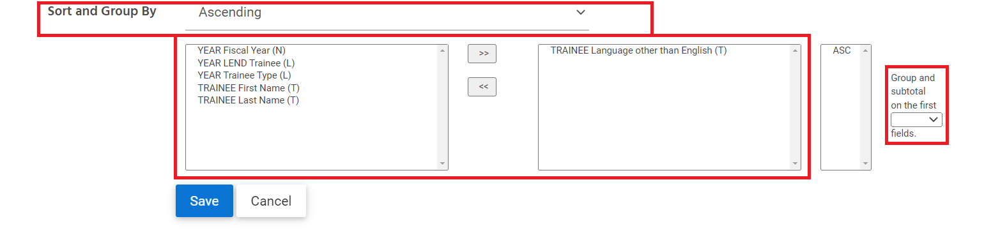 Sort and Group By
Ascending
YEAR Fiscal Year (N)
YEAR LEND Trainee (L)
YEAR Trainee Type (L)
TRAINEE First Name (T)
TRAINEE Last Name (T)
>>
<<
TRAINEE Language other than English (T)
ASC
Group and
subtotal
on the first
fields.
Save
Cancel